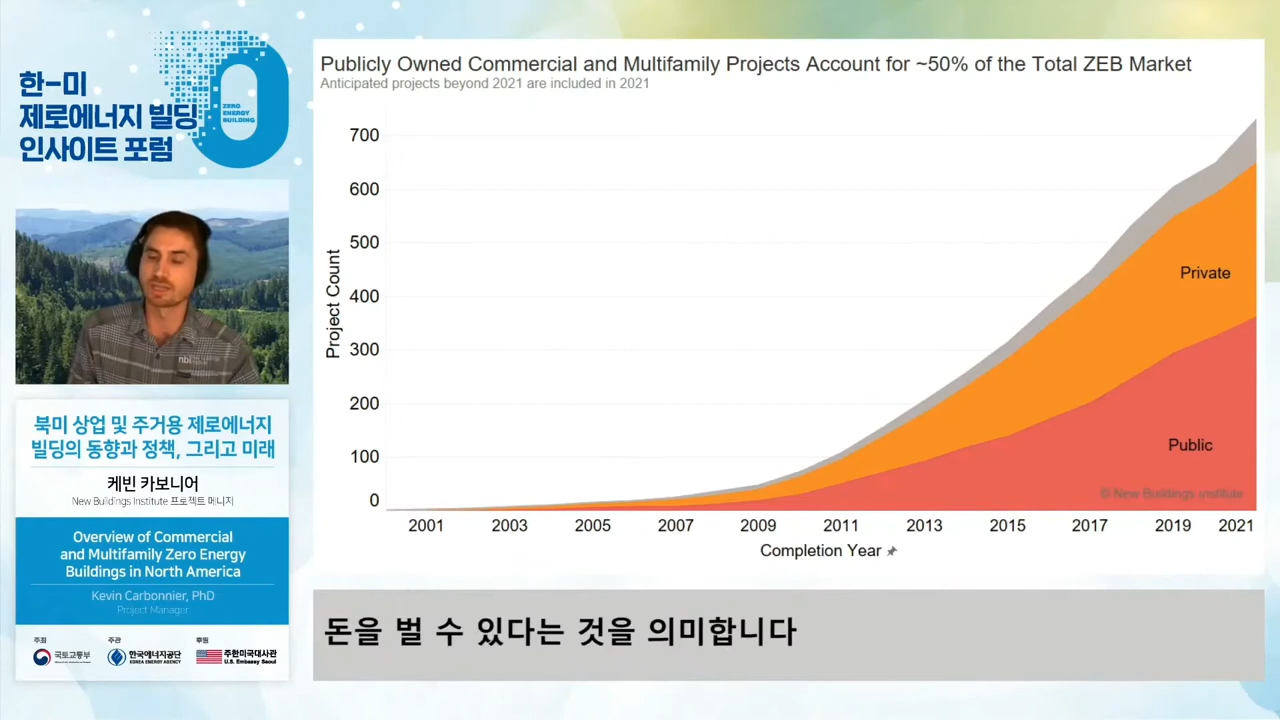 한-미
제로에너지 빌딩
인사이트 포럼
ZERO
ENERGY
BUILDING
nbi
북미 상업 및 주거용 제로에너지
빌딩의 동향과 정책, 그리고 미래
케빈 카보니어
New Buildings Institute 프로젝트 매니저
Overview of Commercial
and Multifamily Zero Energy
Buildings in North America
Kevin Carbonnier, PhD
Project Manager
주최
주관
후원
국토교통부
한국에너지공단
KOREA ENERGY AGENCY
주한미국대사관
U.S. Embassy Seoul
Publicly Owned Commercial and Multifamily Projects Account for ~50% of the Total ZEB Market
Anticipated projects beyond 2021 are included in 2021
Project Count
700
600
500
400
300
200
100
0
Private
Public
© New Buildings Institute
2001 2003 2005 2007 2009 2011 2013 2015 2017 2019 2021
Completion Year
돈을 벌 수 있다는 것을 의미합니다